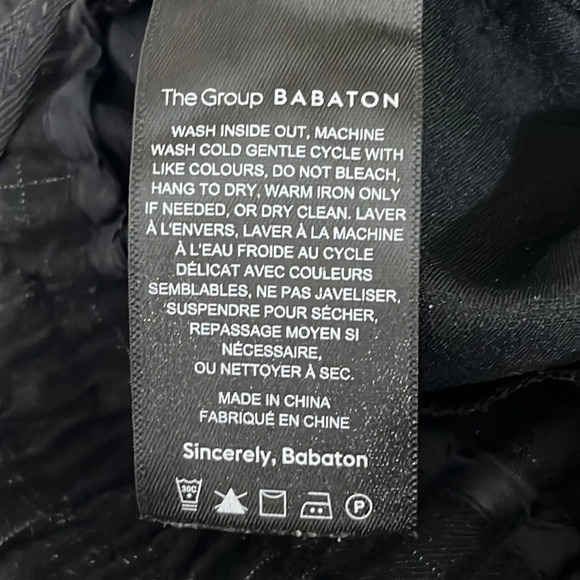 The Group BABATON
WASH INSIDE OUT, MACHINE
WASH COLD GENTLE CYCLE WITH
LIKE COLOURS, DO NOT BLEACH,
HANG TO DRY, WARM IRON ONLY
IF NEEDED, OR DRY CLEAN. LAVER
À L'ENVERS, LAVER À LA MACHINE
À L'EAU FROIDE AU CYCLE
DÉLICAT AVEC COULEURS
SEMBLABLES, NE PAS JAVELISER,
SUSPENDRE POUR SÉCHER,
REPASSAGE MOYEN SI
NÉCESSAIRE,
OU NETTOYER À SEC.
MADE IN CHINA
FABRIQUÉ EN CHINE
Sincerely, Babaton
30C P